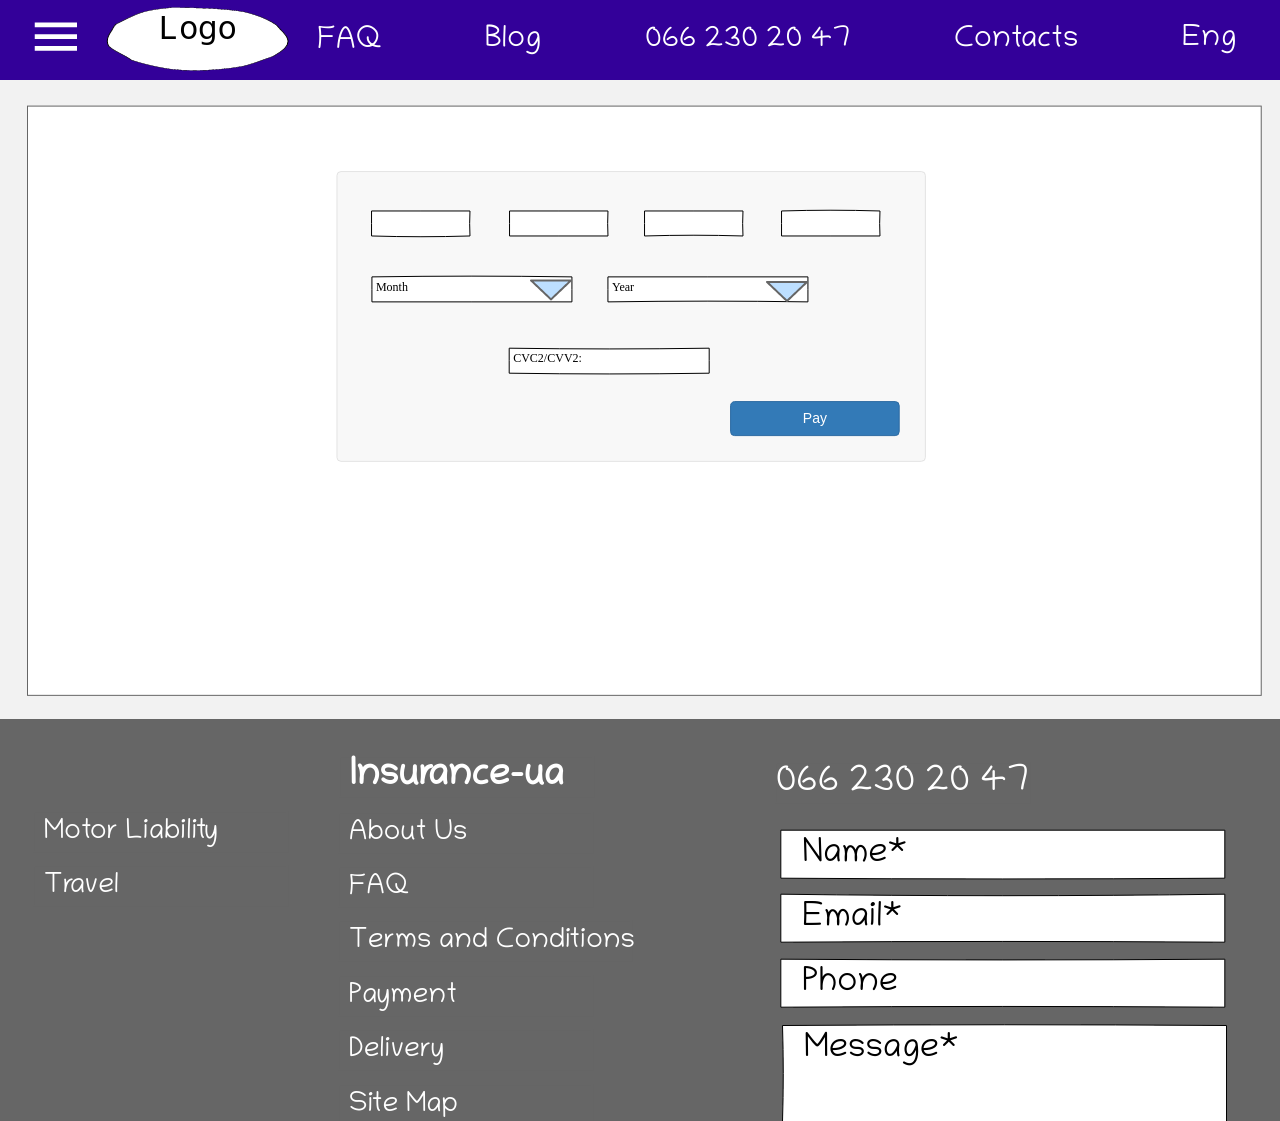 Logo
FAQ
Blog
066 230 20 47
Contacts
Eng
Month
Year
CVC2/CVV2:
Pay
Motor Liability
Travel
Insurance-ua
About Us
FAQ
Terms and Conditions
Payment
Delivery
Site Map
066 230 20 47
Name*
Email*
Phone
Message*